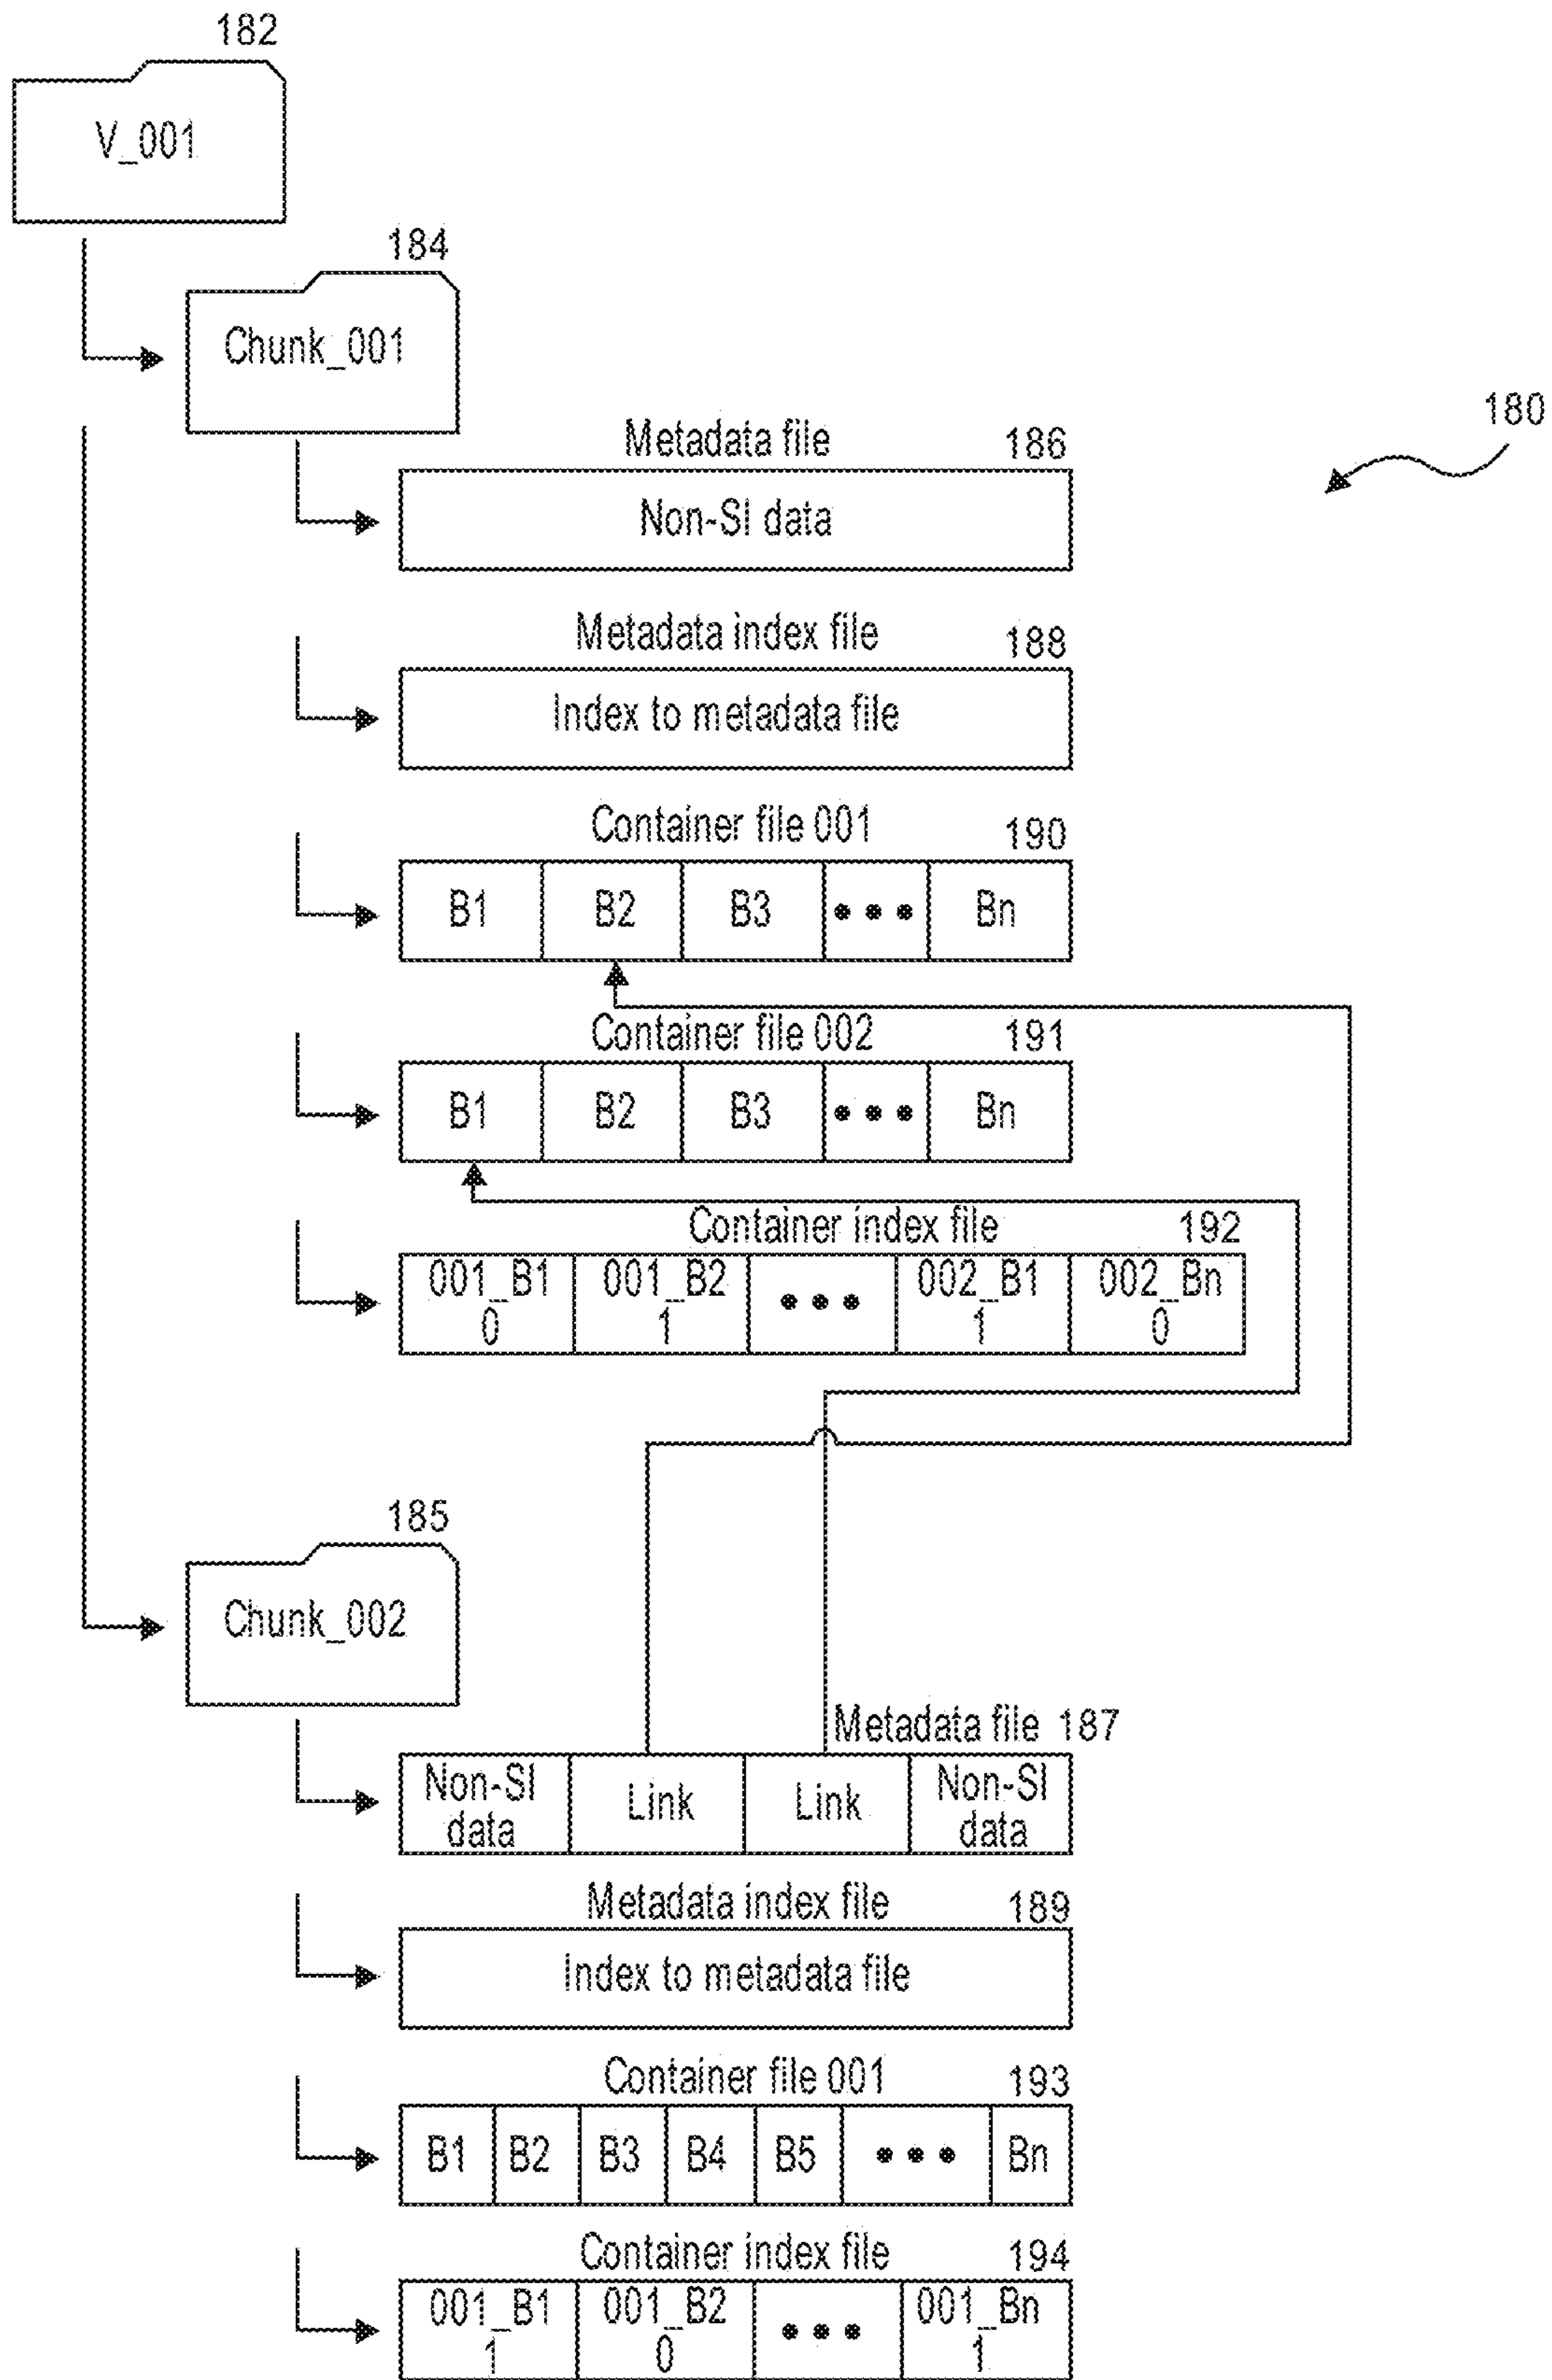 182
V_001
184
Chunk_001
180
Metadata file 186
Non-SI data
Metadata index file 188
Index to metadata file
Container file 001 190
B1 B2 B3 ••• Bn
Container file 002 191
B1 B2 B3 ••• Bn
Container index file 192
001_B1 001_B2 ••• 002_B1 002_Bn
0 1 1 0
185
Chunk_002
Metadata file 187
Non-SI Link Link Non-SI
data data
Metadata index file 189
Index to metadata file
Container file 001 193
B1 B2 B3 B4 B5 ••• Bn
Container index file 194
001_B1 001_B2 ••• 001_Bn
1 0 1